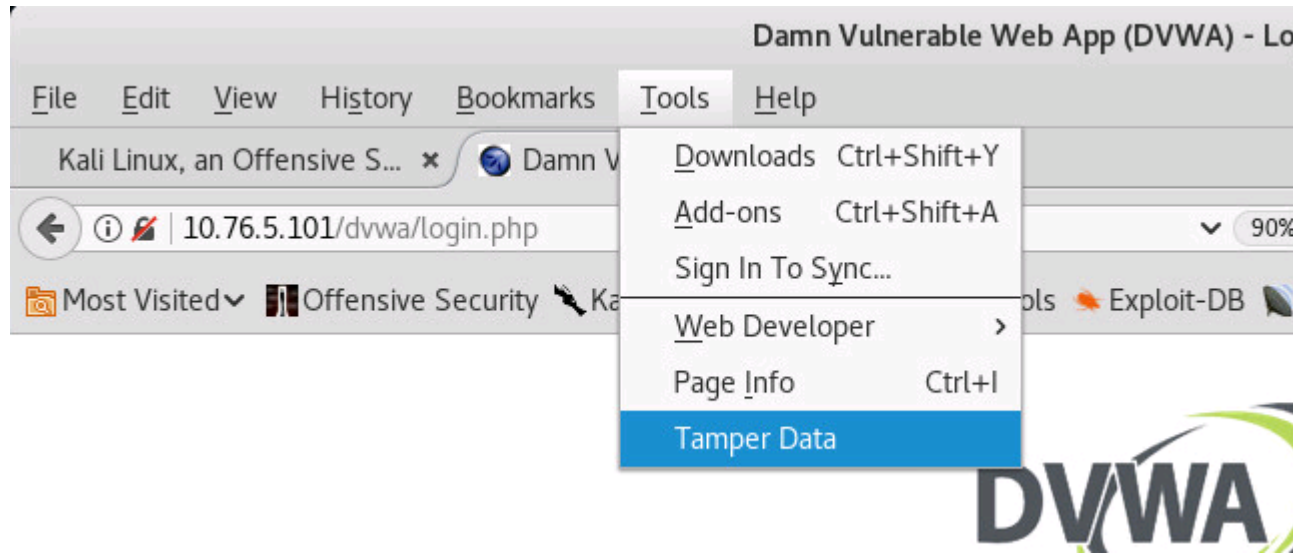 Damn Vulnerable Web App (DVWA) - Lo
File Edit View History Bookmarks Tools Help
Kali Linux, an Offensive S... × Damn V
Downloads Ctrl+Shift+Y
Add-ons Ctrl+Shift+A
10.76.5.101/dvwa/login.php 90%
Sign In To Sync...
Most Visited Offensive Security Ka ols Exploit-DB
Web Developer >
Page Info Ctrl+I
Tamper Data
DVWA